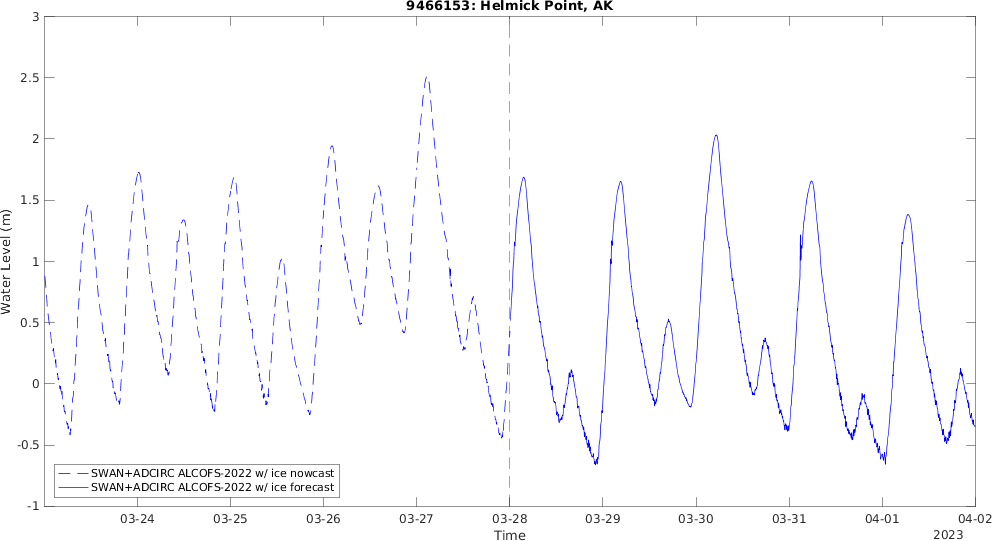 9466153: Helmick Point, AK
3
2.5
2
1.5
1
0.5
0
-0.5
-1
Water Level (m)
SWAN+ADCIRC ALCOFS-2022 w/ ice nowcast
SWAN+ADCIRC ALCOFS-2022 w/ ice forecast
03-24 03-25 03-26 03-27 03-28 03-29 03-30 03-31 04-01 04-02
Time
2023